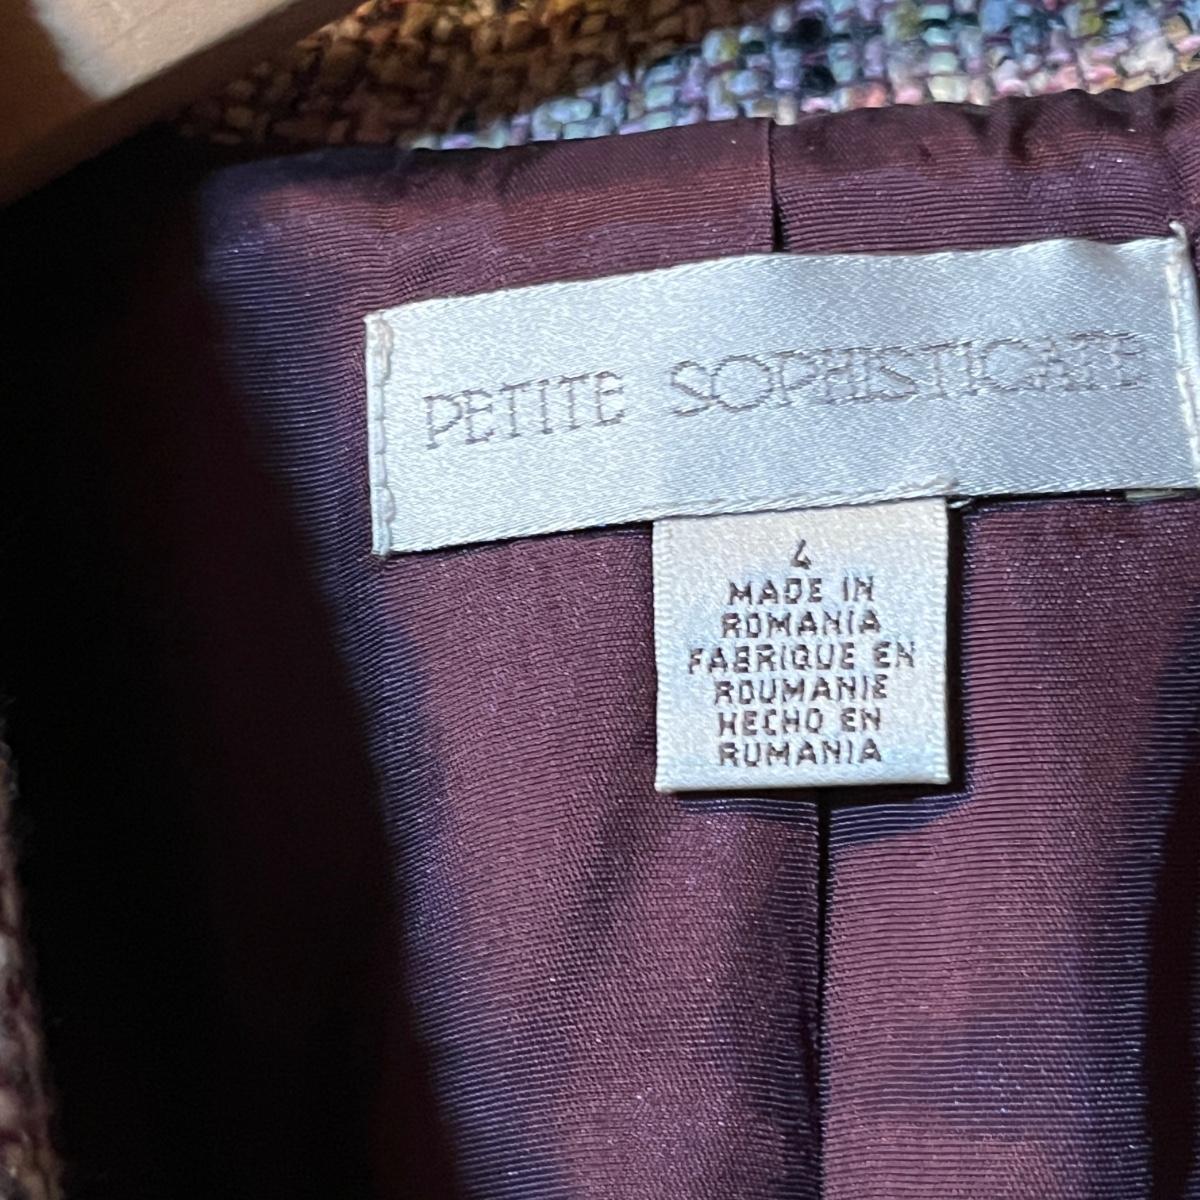 PETITE SOPHISTICATE
4
MADE IN
ROMANIA
FABRIQUE EN
ROUMANIE
HECHO EN
RUMANIA